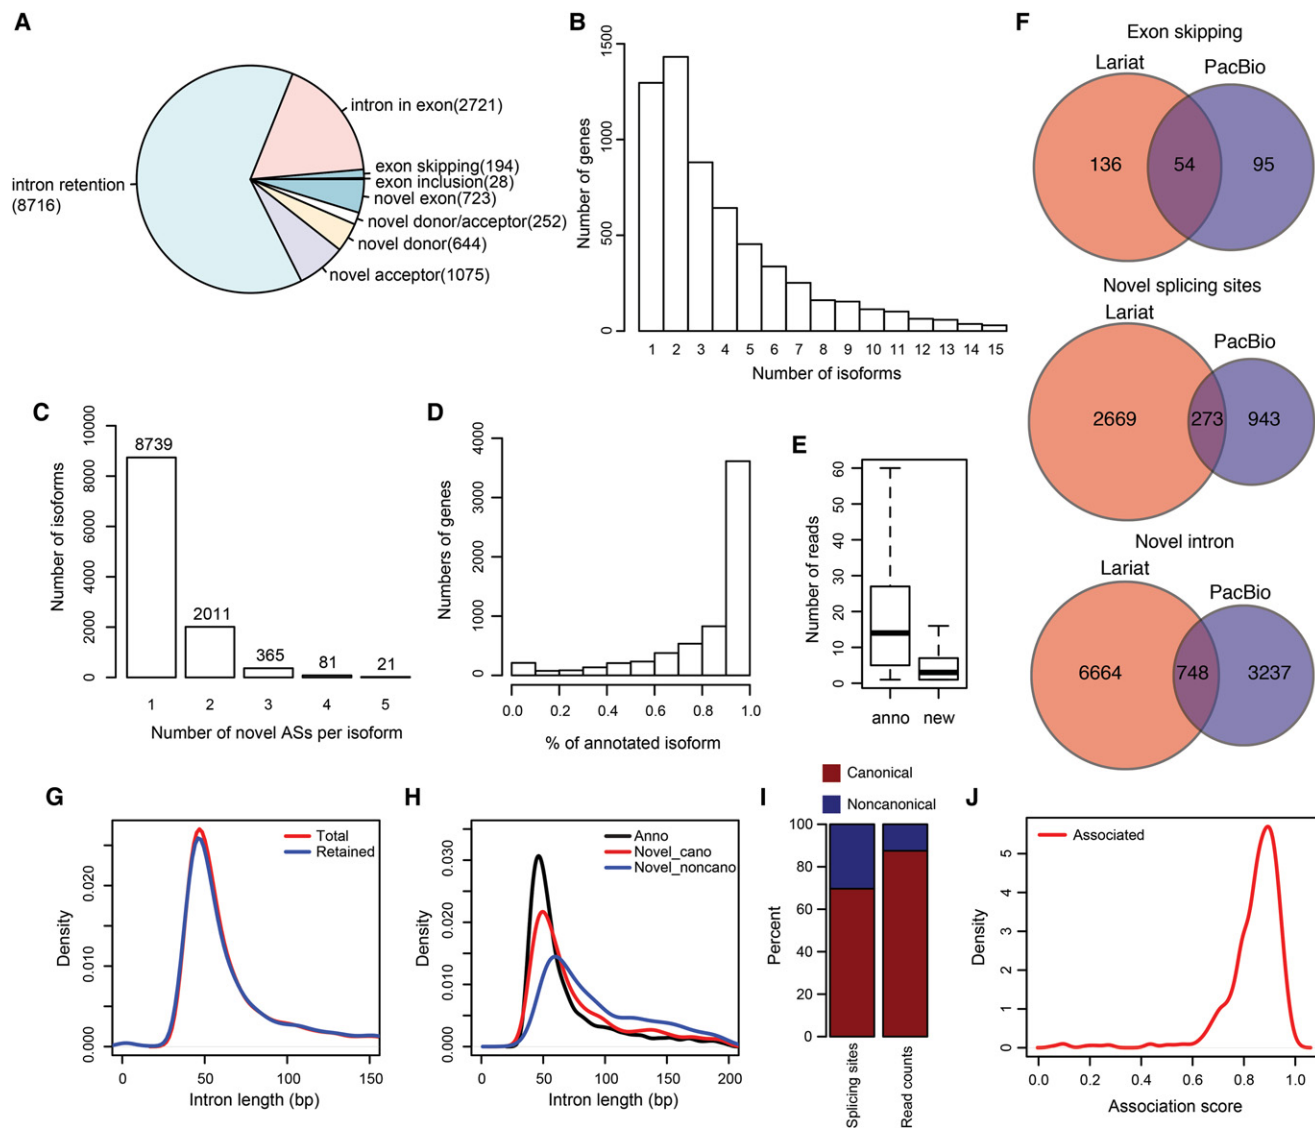 A
intron in exon(2721)
exon skipping(194)
exon inclusion(28)
novel exon(723)
novel donor/acceptor(252)
novel donor(644)
novel acceptor(1075)
intron retention
(8716)
B
Number of genes
0
500
1000
1500
1 2 3 4 5 6 7 8 9 10 11 12 13 14 15
Number of isoforms
C
Number of isoforms
0
2000
4000
6000
8000
10000
8739
2011
365
81
21
1 2 3 4 5
Number of novel ASs per isoform
D
Numbers of genes
0
1000
2000
3000
4000
0.0 0.2 0.4 0.6 0.8 1.0
% of annotated isoform
E
Number of reads
0
10
20
30
40
50
60
anno new
F
Exon skipping
Lariat
PacBio
136 54 95
Novel splicing sites
Lariat
PacBio
2669 273 943
Novel intron
Lariat
PacBio
6664 748 3237
G
Total
Retained
Density
0.000
0.010
0.020
0 50 100 150
Intron length (bp)
H
Anno
Novel_cano
Novel_noncano
Density
0.000
0.010
0.020
0.030
0 50 100 150 200
Intron length (bp)
I
Canonical
Noncanonical
Percent
0
20
40
60
80
100
Splicing sites
Read counts
J
Associated
Density
0
1
2
3
4
5
0.0 0.2 0.4 0.6 0.8 1.0
Association score